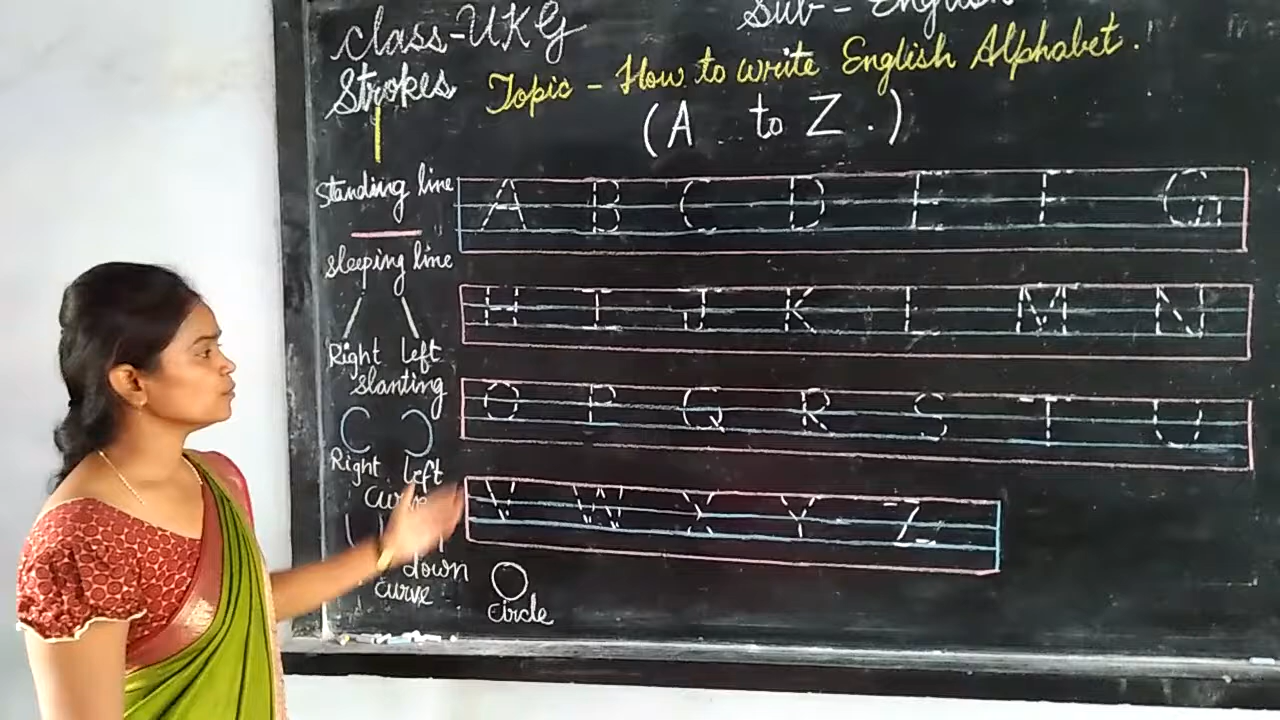 Class-UKG Sub - English
Strokes Topic - How to write English Alphabet.
(A to Z.)
Standing line
A B C D E F G
sleeping line
H I J K L M N
Right Left
slanting
O P Q R S T U
Right Left
Curve
V W X Y Z
down
curve
Circle